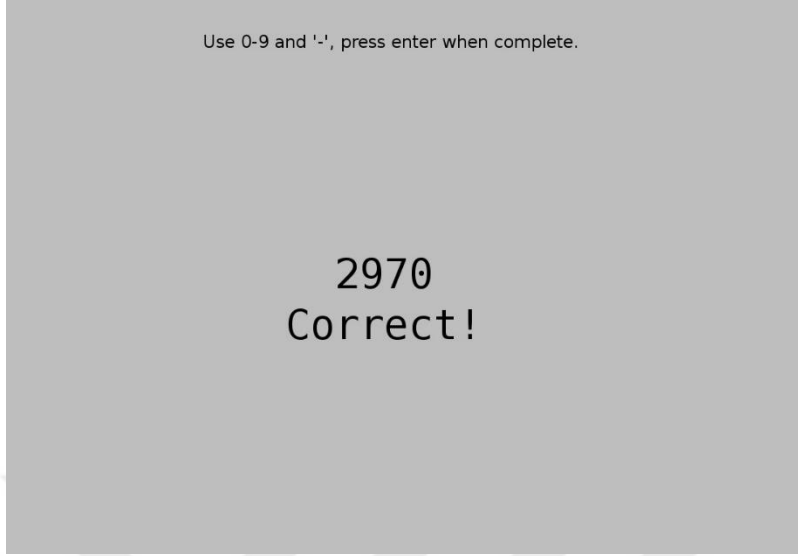 Use 0-9 and '-', press enter when complete.
2970
Correct!